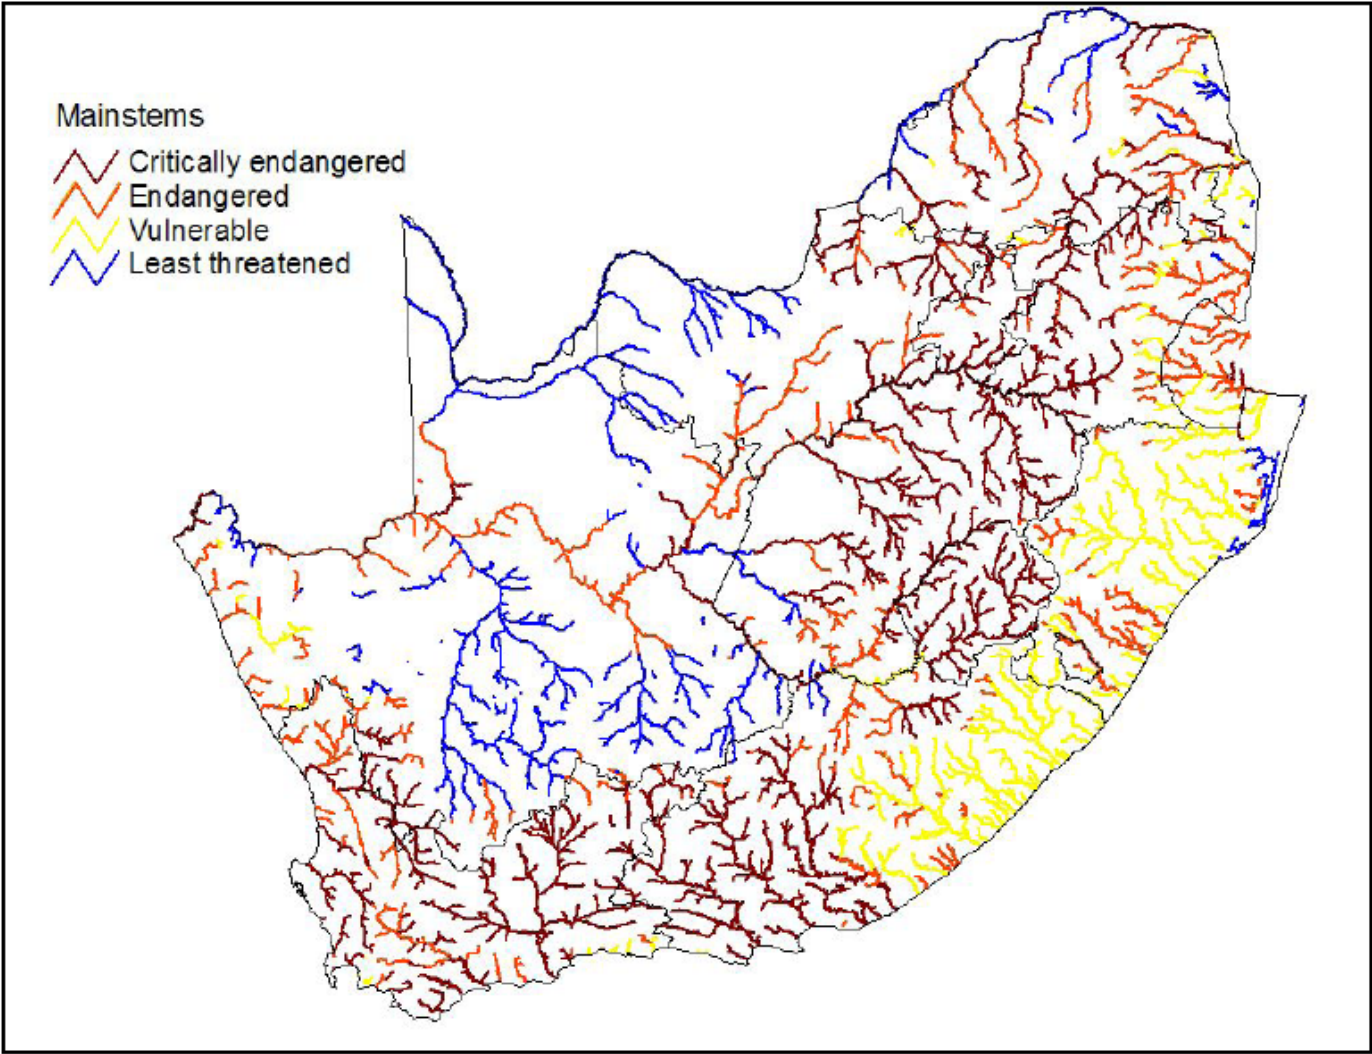 Mainstems
Critically endangered
Endangered
Vulnerable
Least threatened